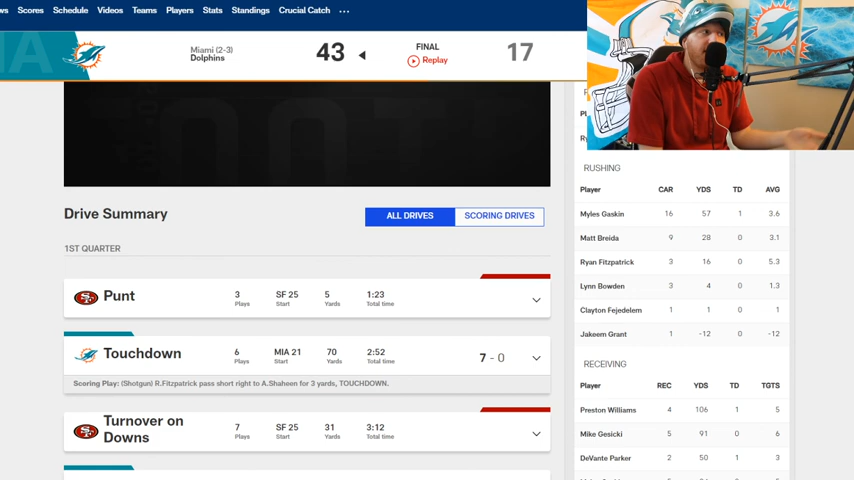 ws Scores Schedule Videos Teams Players Stats Standings Crucial Catch ...
Miami (2-3)
Dolphins
43
FINAL
Replay
17
Drive Summary
ALL DRIVES
SCORING DRIVES
1ST QUARTER
Punt
3 SF 25 5 1:23
Plays Start Yards Total time
Touchdown
6 MIA 21 70 2:52
Plays Start Yards Total time
7 - 0
Scoring Play: (Shotgun) R.Fitzpatrick pass short right to A.Shaheen for 3 yards, TOUCHDOWN.
Turnover on
Downs
7 SF 25 31 3:12
Plays Start Yards Total time
RUSHING
Player CAR YDS TD AVG
Myles Gaskin 16 57 1 3.6
Matt Breida 9 28 0 3.1
Ryan Fitzpatrick 3 16 0 5.3
Lynn Bowden 3 4 0 1.3
Clayton Fejedelem 1 1 0 1
Jakeem Grant 1 -12 0 -12
RECEIVING
Player REC YDS TD TGTS
Preston Williams 4 106 1 5
Mike Gesicki 5 91 0 6
DeVante Parker 2 50 1 3